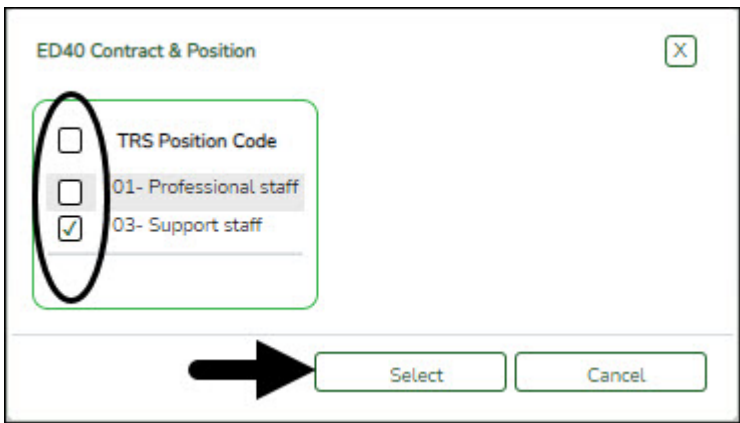 ED40 Contract & Position
X
TRS Position Code
01- Professional staff
03- Support staff
Select
Cancel